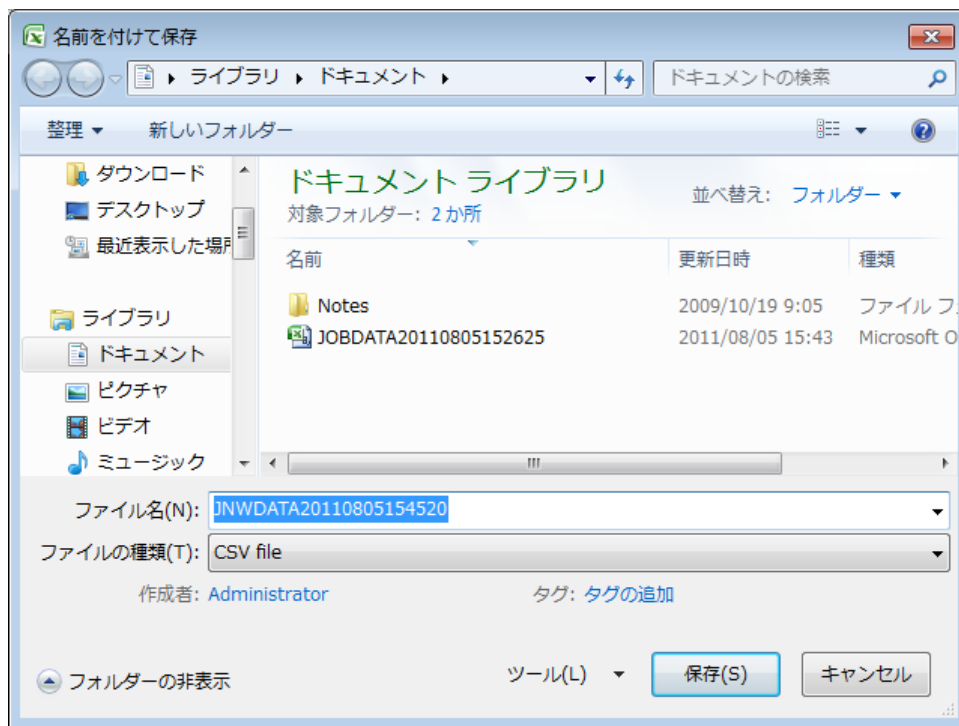 名前を付けて保存
ライブラリ ドキュメント ドキュメントの検索
整理 新しいフォルダー
ダウンロード
デスクトップ
最近表示した場所
ライブラリ
ドキュメント
ピクチャ
ビデオ
ミュージック
ドキュメント ライブラリ
対象フォルダー: 2 か所
並べ替え: フォルダー
名前 更新日時 種類
Notes 2009/10/19 9:05 ファイル フ
JOBDATA20110805152625 2011/08/05 15:43 Microsoft O
ファイル名(N): JNWDATA20110805154520
ファイルの種類(T): CSV file
作成者: Administrator タグ: タグの追加
フォルダーの非表示 ツール(L) 保存(S) キャンセル